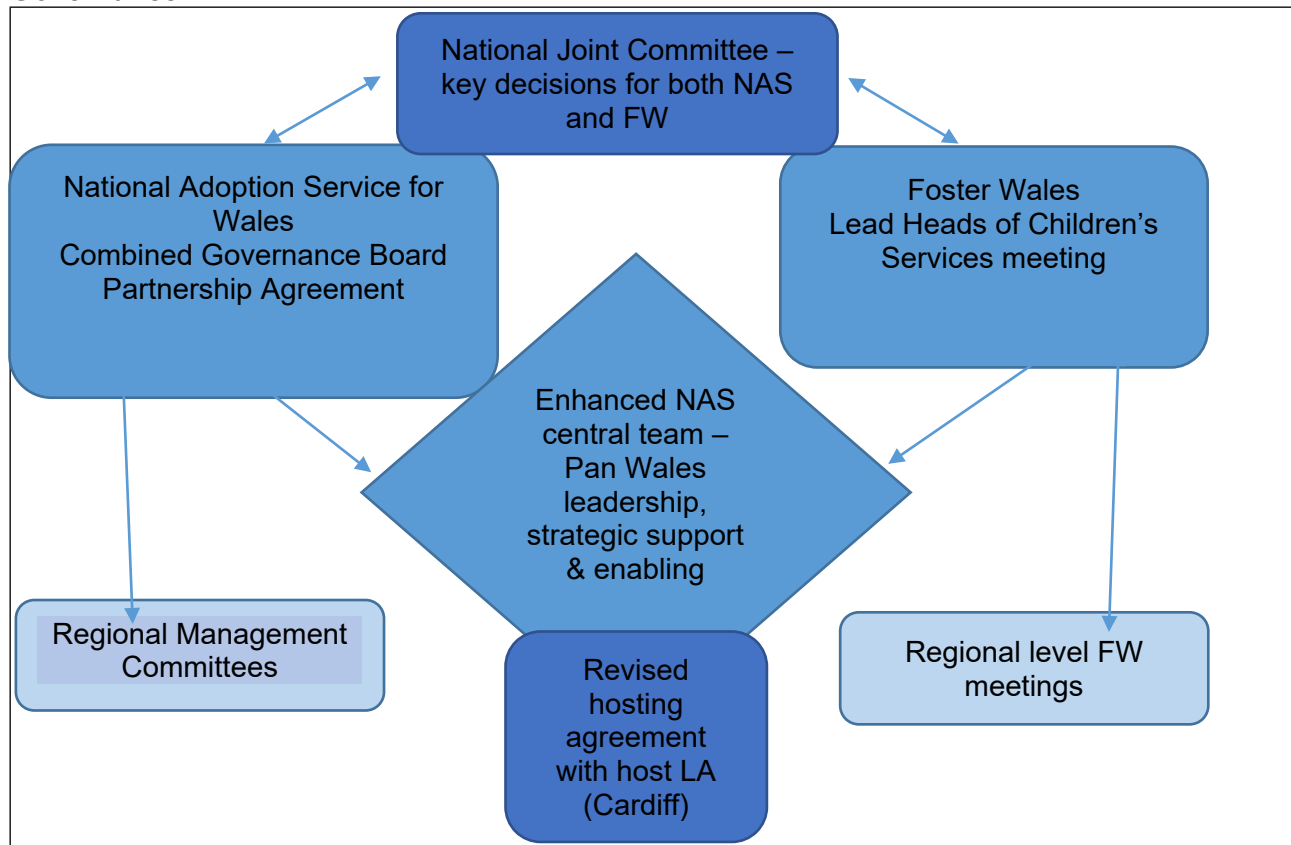 National Joint Committee –
key decisions for both NAS
and FW
National Adoption Service for
Wales
Combined Governance Board
Partnership Agreement
Foster Wales
Lead Heads of Children’s
Services meeting
Enhanced NAS
central team –
Pan Wales
leadership,
strategic support
& enabling
Regional Management
Committees
Regional level FW
meetings
Revised
hosting
agreement
with host LA
(Cardiff)